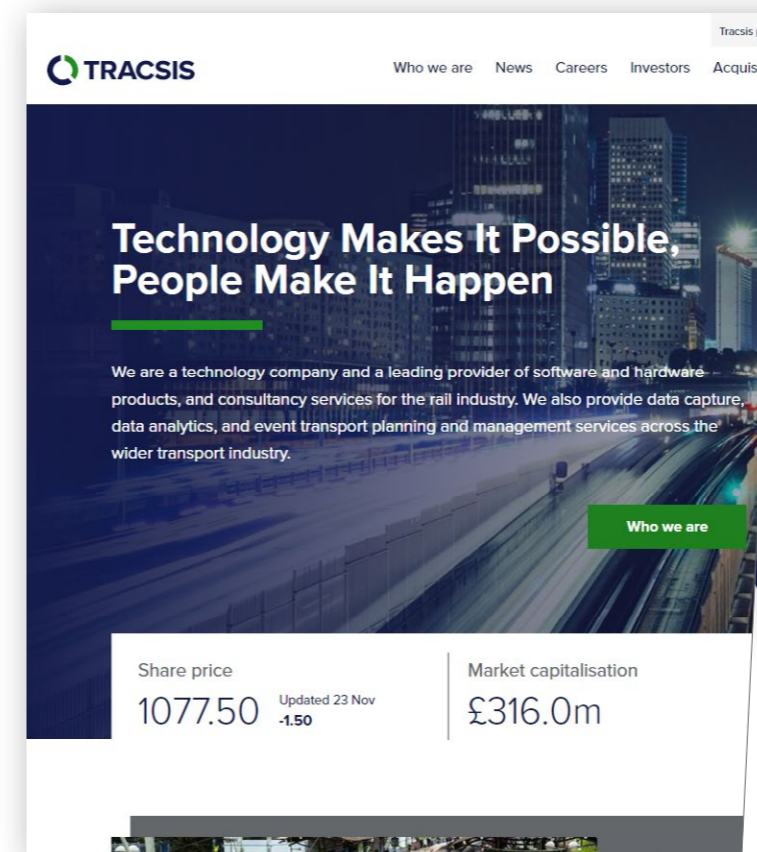 Tracsis
TRACSIS
Who we are News Careers Investors
Technology Makes It Possible,
People Make It Happen
We are a technology company and a leading provider of software and hardware
products, and consultancy services for the rail industry. We also provide data capture,
data analytics, and event transport planning and management services across the
wider transport industry.
Who we are
Share price
1077.50
Updated 23 Nov
-1.50
Market capitalisation
£316.0m